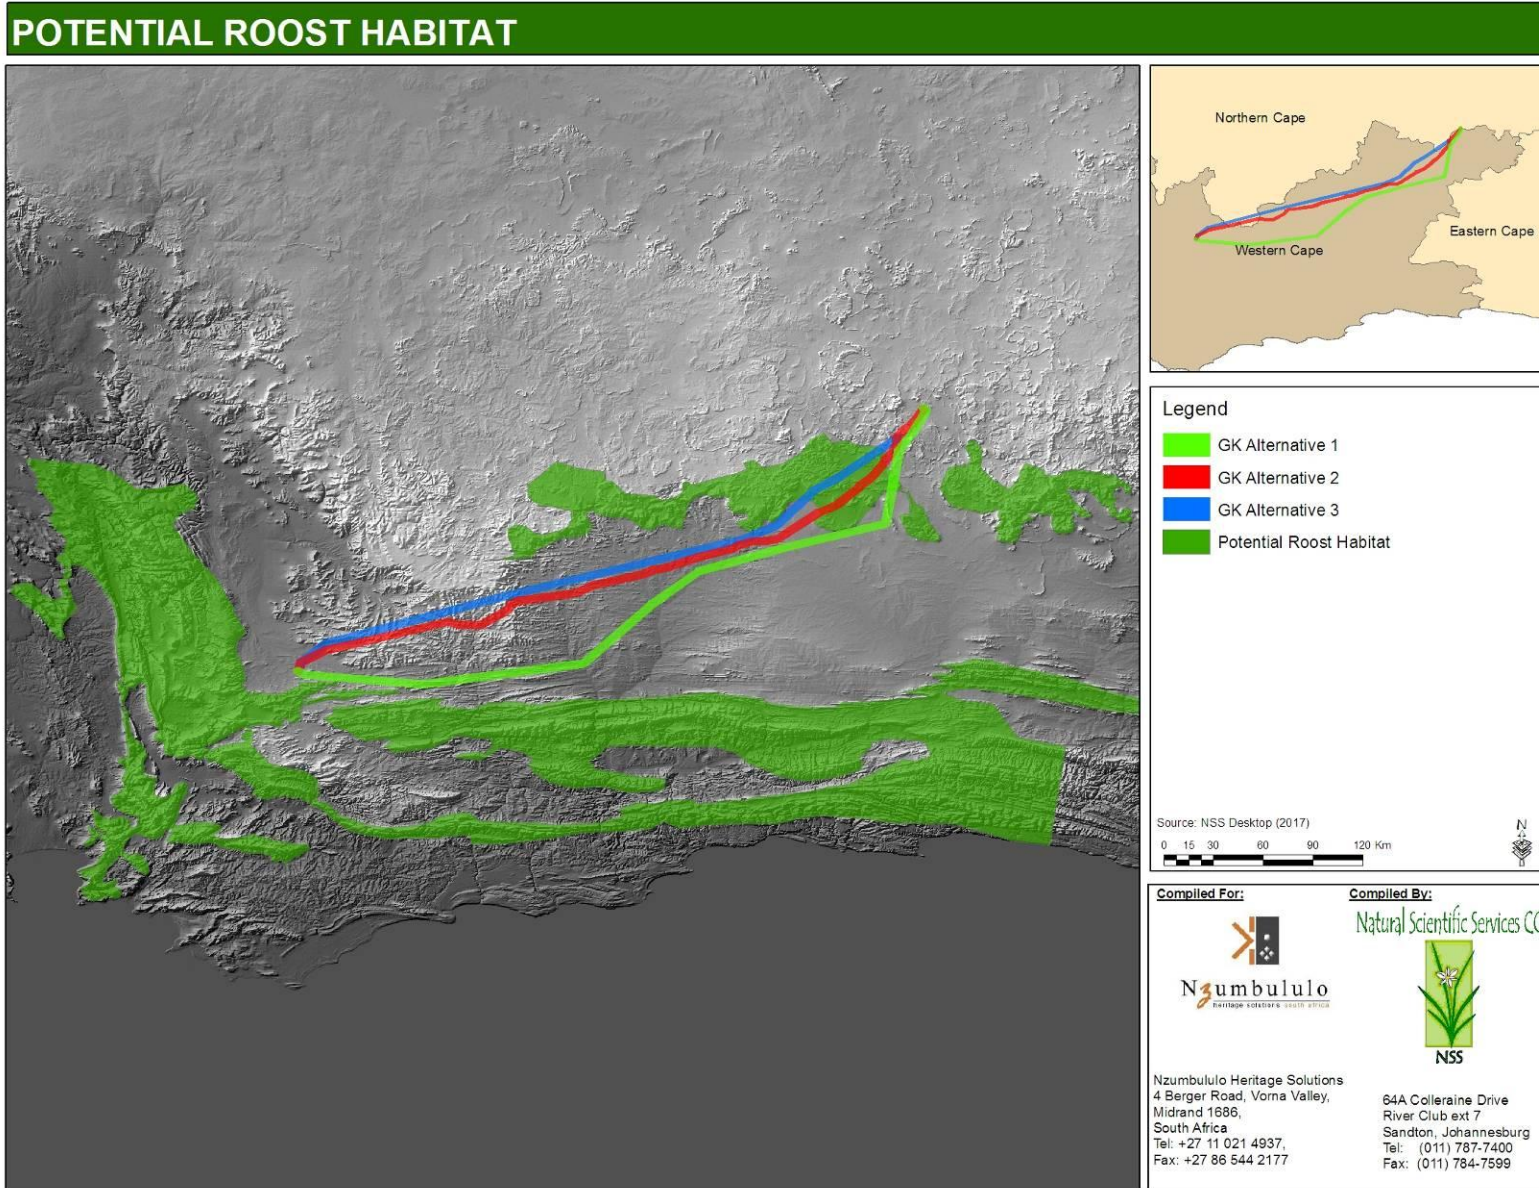 POTENTIAL ROOST HABITAT
Northern Cape
Eastern Cape
Western Cape
Legend
GK Alternative 1
GK Alternative 2
GK Alternative 3
Potential Roost Habitat
Source: NSS Desktop (2017)
0 15 30 60 90 120 Km
N
Compiled For:
Nzumbululo
heritage solutions south africa
Nzumbululo Heritage Solutions
4 Berger Road, Vorna Valley,
Midrand 1686,
South Africa
Tel: +27 11 021 4937,
Fax: +27 86 544 2177
Compiled By:
Natural Scientific Services CC
NSS
64A Colleraine Drive
River Club ext 7
Sandton, Johannesburg
Tel: (011) 787-7400
Fax: (011) 784-7599